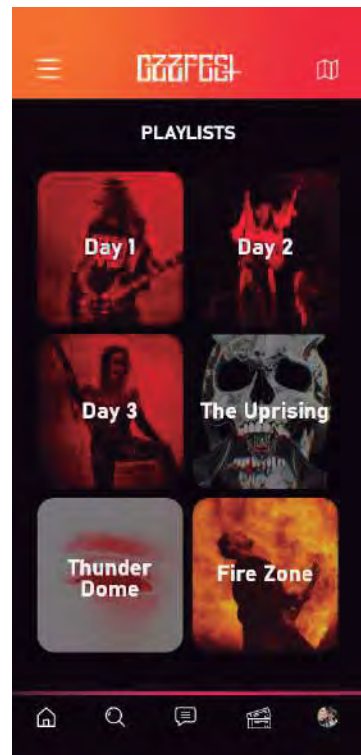 OZZFEST
PLAYLISTS
Day 1
Day 2
Day 3
The Uprising
Thunder
Dome
Fire Zone